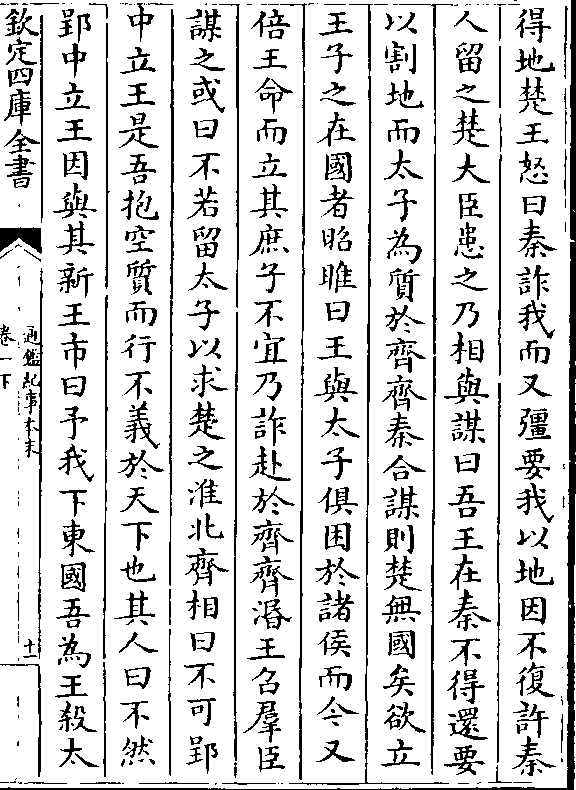 得地楚王怒曰秦詐我而又彊要我以地因不復許秦
人留之楚大臣患之乃相與謀曰吾王在秦不得還要
以割地而太子為質於齊齊秦合謀則楚無國矣欲立
王子之在國者昭睢曰王與太子俱困於諸侯而今又
倍王命而立其庶子不宜乃詐赴於齊齊湣王召羣臣
謀之或曰不若留太子以求楚之淮北齊相曰不可郢
中立王是吾抱空質而行不義於天下也其人曰不然
郢中立王因與其新王市曰予我下東國吾為王殺太
欽定四庫全書
通鑑紀事本末
卷一下
十一